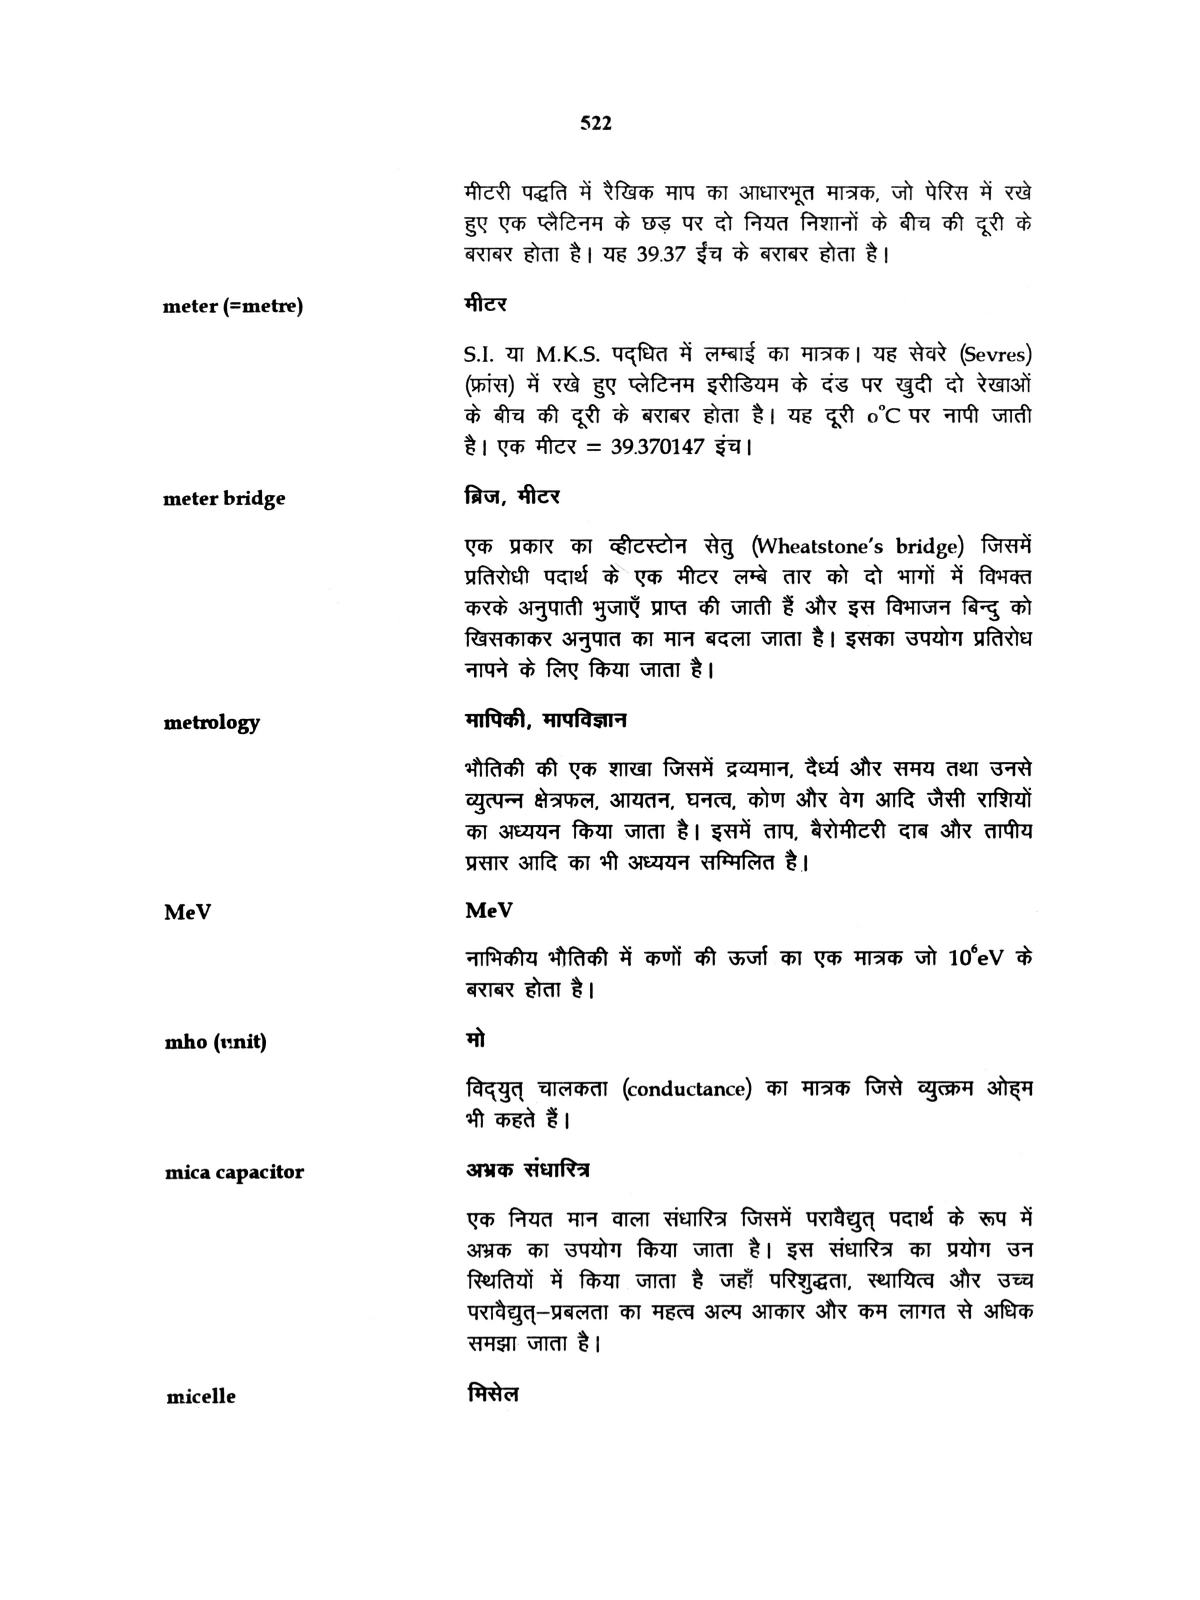 522
मीटरी पद्धति में रैखिक माप का आधारभूत मात्रक, जो पेरिस में रखे
हुए एक प्लैटिनम के छड़ पर दो नियत निशानों के बीच की दूरी के
बराबर होता है। यह 39.37 ईंच के बराबर होता है।
meter (=metre) मीटर
S.I. या M.K.S. पद्धित में लम्बाई का मात्रक। यह सेवरे (Sevres)
(फ्रांस) में रखे हुए प्लेटिनम इरीडियम के दंड पर खुदी दो रेखाओं
के बीच की दूरी के बराबर होता है। यह दूरी 0°C पर नापी जाती
है। एक मीटर = 39.370147 इंच।
meter bridge ब्रिज, मीटर
एक प्रकार का व्हीटस्टोन सेतु (Wheatstone's bridge) जिसमें
प्रतिरोधी पदार्थ के एक मीटर लम्बे तार को दो भागों में विभक्त
करके अनुपाती भुजाएँ प्राप्त की जाती हैं और इस विभाजन बिन्दु को
खिसकाकर अनुपात का मान बदला जाता है। इसका उपयोग प्रतिरोध
नापने के लिए किया जाता है।
metrology मापिकी, मापविज्ञान
भौतिकी की एक शाखा जिसमें द्रव्यमान, दैर्ध्य और समय तथा उनसे
व्युत्पन्न क्षेत्रफल, आयतन, घनत्व, कोण और वेग आदि जैसी राशियों
का अध्ययन किया जाता है। इसमें ताप, बैरोमीटरी दाब और तापीय
प्रसार आदि का भी अध्ययन सम्मिलित है।
MeV MeV
नाभिकीय भौतिकी में कणों की ऊर्जा का एक मात्रक जो 10⁶eV के
बराबर होता है।
mho (unit) मो
विद्युत् चालकता (conductance) का मात्रक जिसे व्युत्क्रम ओह्म
भी कहते हैं।
mica capacitor अभ्रक संधारित्र
एक नियत मान वाला संधारित्र जिसमें परावैद्युत् पदार्थ के रूप में
अभ्रक का उपयोग किया जाता है। इस संधारित्र का प्रयोग उन
स्थितियों में किया जाता है जहाँ परिशुद्धता, स्थायित्व और उच्च
परावैद्युत्–प्रबलता का महत्व अल्प आकार और कम लागत से अधिक
समझा जाता है।
micelle मिसेल